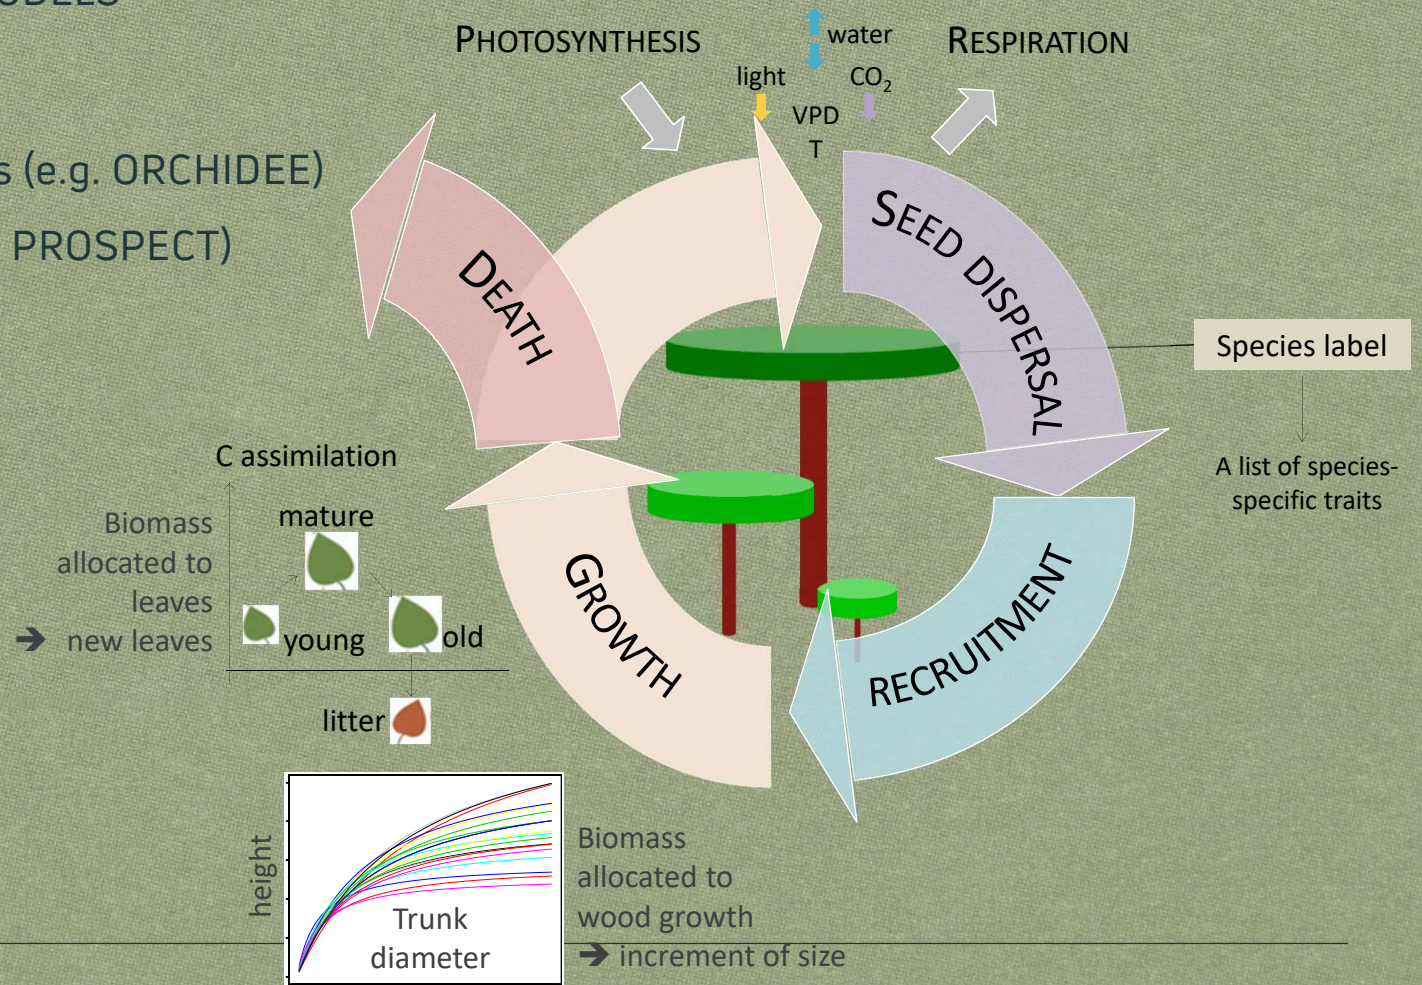 ODELS
s (e.g. ORCHIDEE)
PROSPECT)
PHOTOSYNTHESIS
water
RESPIRATION
light
CO₂
VPD
T
DEATH
SEED DISPERSAL
Species label
A list of species-
specific traits
C assimilation
Biomass
allocated to
leaves
➔ new leaves
mature
young
old
litter
GROWTH
RECRUITMENT
height
Trunk
diameter
Biomass
allocated to
wood growth
➔ increment of size